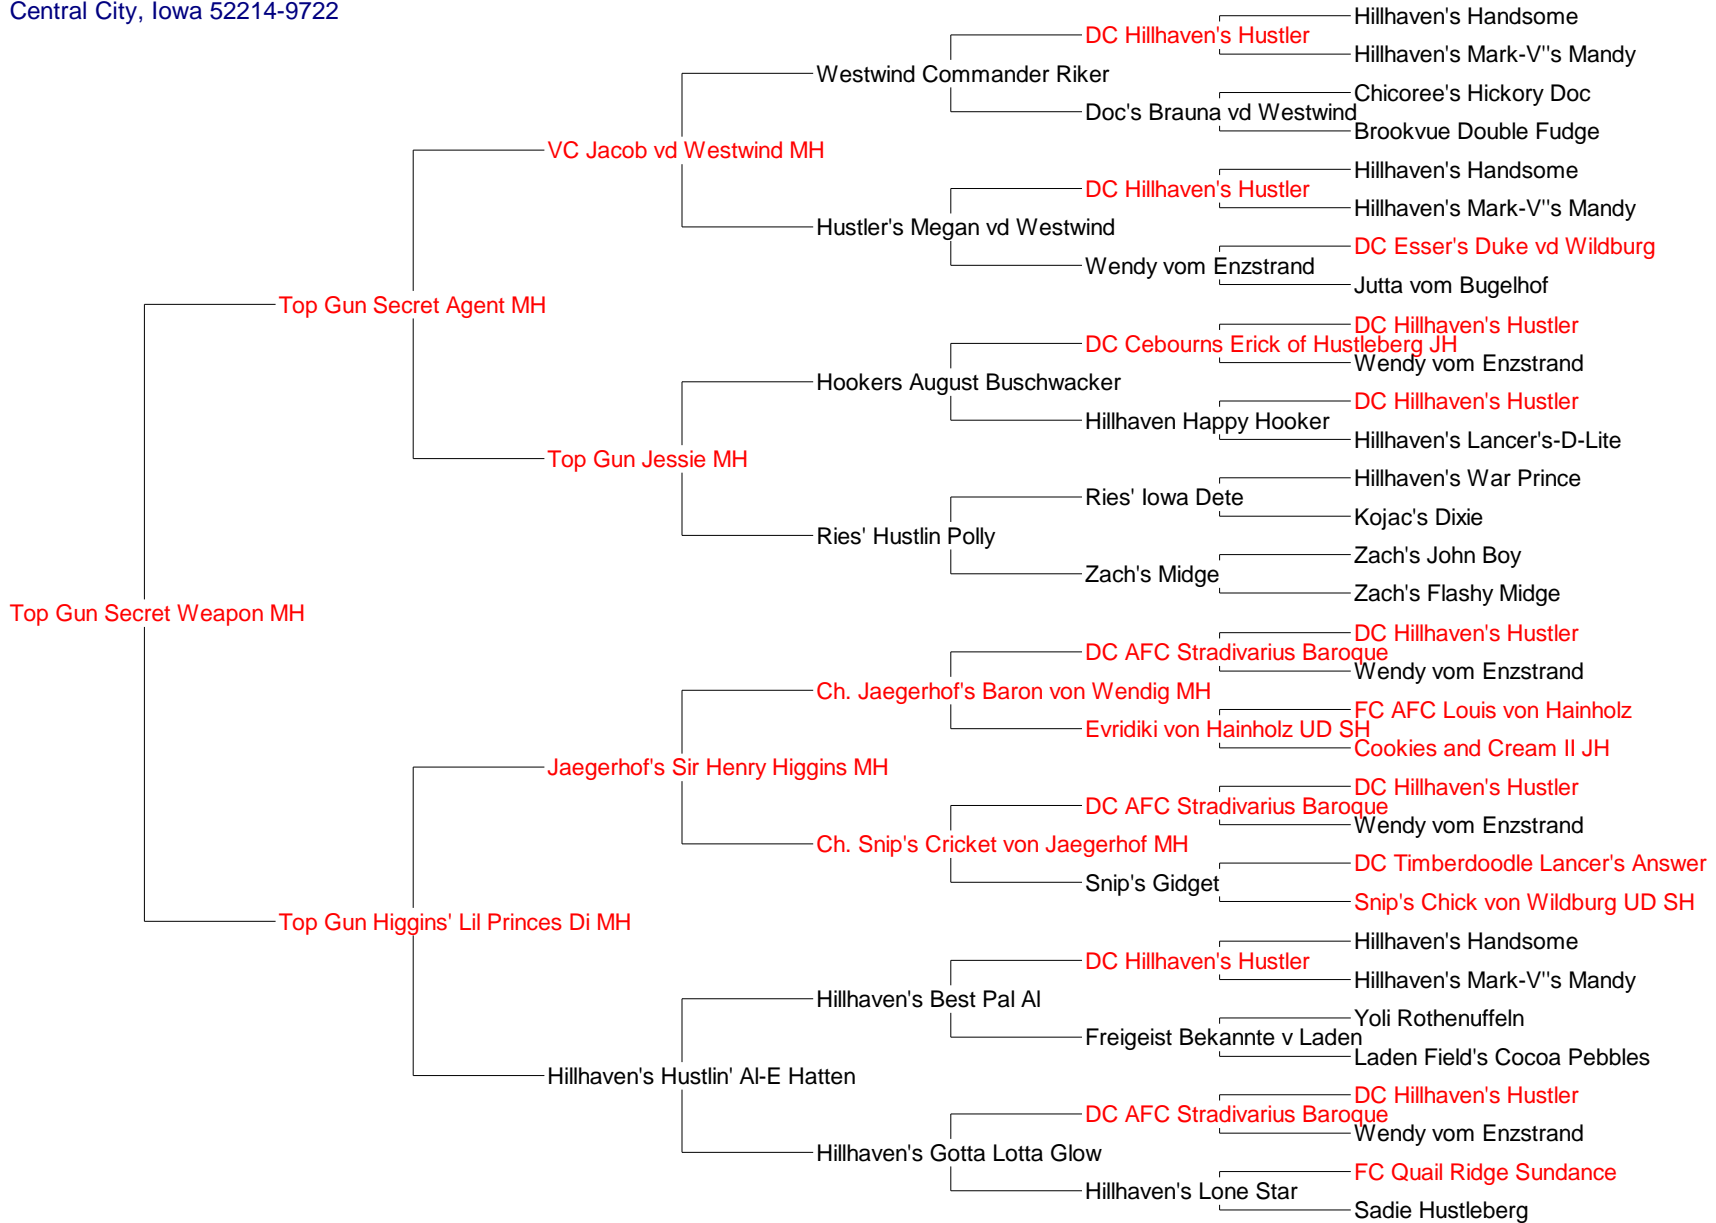 Central City, Iowa 52214-9722
Hillhaven's Handsome
DC Hillhaven's Hustler
Hillhaven's Mark-V"s Mandy
Westwind Commander Riker
Chicoree's Hickory Doc
Doc's Brauna vd Westwind
Brookvue Double Fudge
VC Jacob vd Westwind MH
Hillhaven's Handsome
DC Hillhaven's Hustler
Hillhaven's Mark-V"s Mandy
Hustler's Megan vd Westwind
DC Esser's Duke vd Wildburg
Wendy vom Enzstrand
Jutta vom Bugelhof
Top Gun Secret Agent MH
DC Hillhaven's Hustler
DC Cebourns Erick of Hustleberg JH
Wendy vom Enzstrand
Hookers August Buschwacker
DC Hillhaven's Hustler
Hillhaven Happy Hooker
Hillhaven's Lancer's-D-Lite
Top Gun Jessie MH
Hillhaven's War Prince
Ries' Iowa Dete
Kojac's Dixie
Ries' Hustlin Polly
Zach's John Boy
Zach's Midge
Zach's Flashy Midge
Top Gun Secret Weapon MH
DC Hillhaven's Hustler
DC AFC Stradivarius Baroque
Wendy vom Enzstrand
Ch. Jaegerhof's Baron von Wendig MH
FC AFC Louis von Hainholz
Evridiki von Hainholz UD SH
Cookies and Cream II JH
Jaegerhof's Sir Henry Higgins MH
DC Hillhaven's Hustler
DC AFC Stradivarius Baroque
Wendy vom Enzstrand
Ch. Snip's Cricket von Jaegerhof MH
DC Timberdoodle Lancer's Answer
Snip's Gidget
Snip's Chick von Wildburg UD SH
Top Gun Higgins' Lil Princes Di MH
Hillhaven's Handsome
DC Hillhaven's Hustler
Hillhaven's Mark-V"s Mandy
Hillhaven's Best Pal Al
Yoli Rothenuffeln
Freigeist Bekannte v Laden
Laden Field's Cocoa Pebbles
Hillhaven's Hustlin' Al-E Hatten
DC Hillhaven's Hustler
DC AFC Stradivarius Baroque
Wendy vom Enzstrand
Hillhaven's Gotta Lotta Glow
FC Quail Ridge Sundance
Hillhaven's Lone Star
Sadie Hustleberg